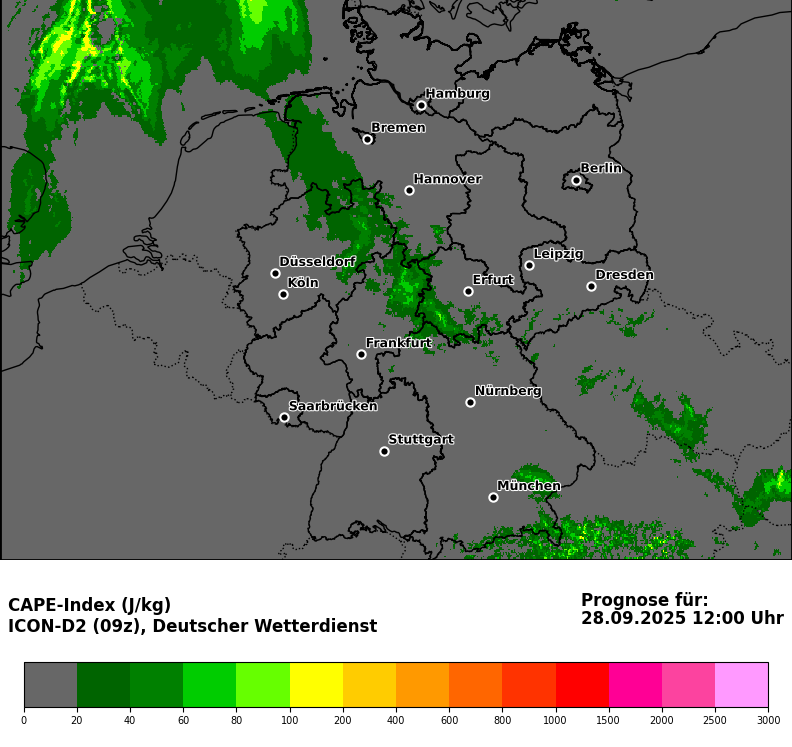 Hamburg
Bremen
Hannover
Berlin
Düsseldorf
Leipzig
Köln
Erfurt
Dresden
Frankfurt
Nürnberg
Saarbrücken
Stuttgart
München
CAPE-Index (J/kg)
ICON-D2 (09z), Deutscher Wetterdienst
Prognose für:
28.09.2025 12:00 Uhr
0 20 40 60 80 100 200 400 600 800 1000 1500 2000 2500 3000